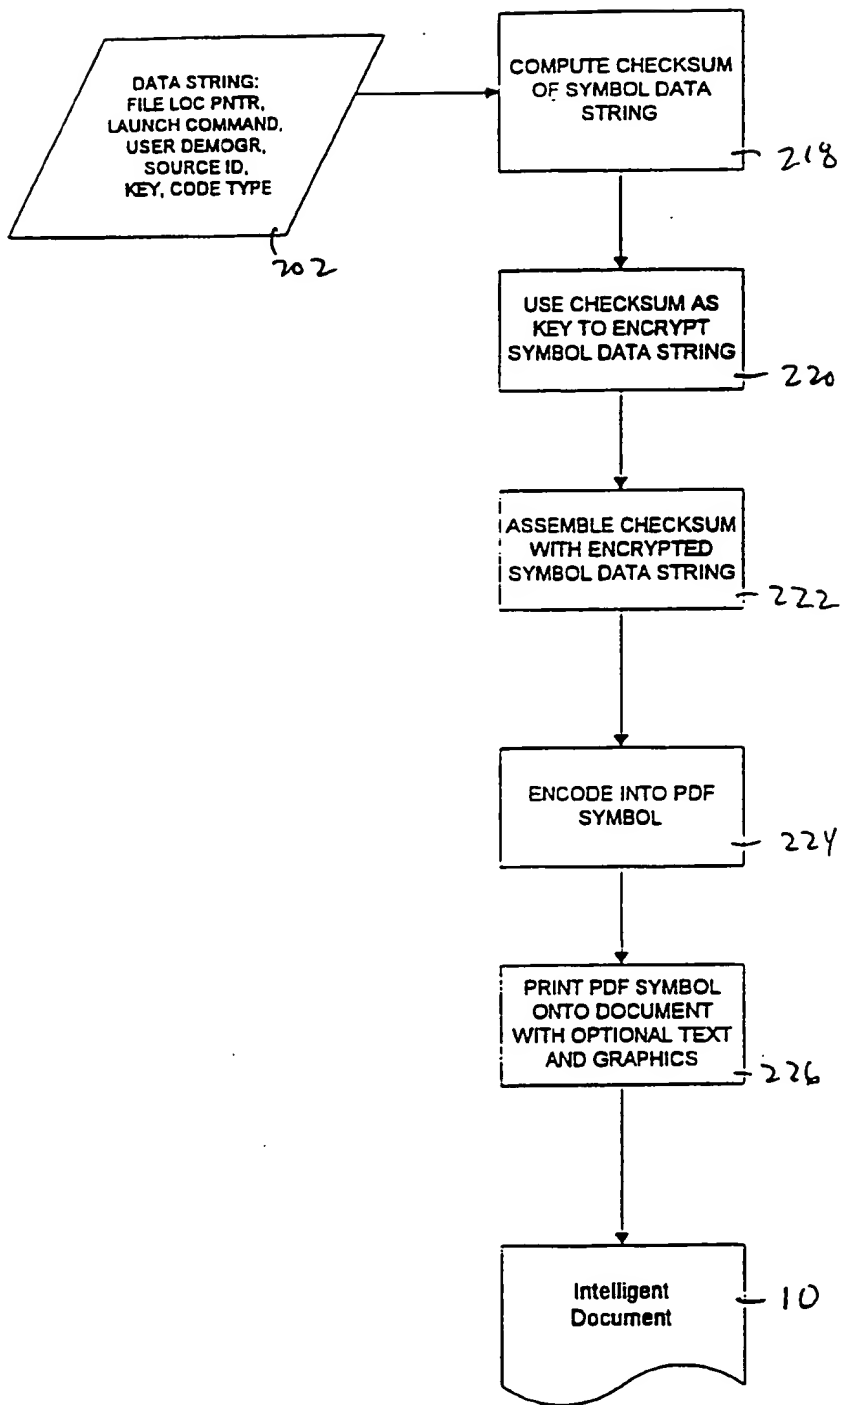 DATA STRING:
FILE LOC PNTR,
LAUNCH COMMAND,
USER DEMOGR,
SOURCE ID,
KEY, CODE TYPE
202
COMPUTE CHECKSUM
OF SYMBOL DATA
STRING
218
USE CHECKSUM AS
KEY TO ENCRYPT
SYMBOL DATA STRING
220
ASSEMBLE CHECKSUM
WITH ENCRYPTED
SYMBOL DATA STRING
222
ENCODE INTO PDF
SYMBOL
224
PRINT PDF SYMBOL
ONTO DOCUMENT
WITH OPTIONAL TEXT
AND GRAPHICS
226
Intelligent
Document
10